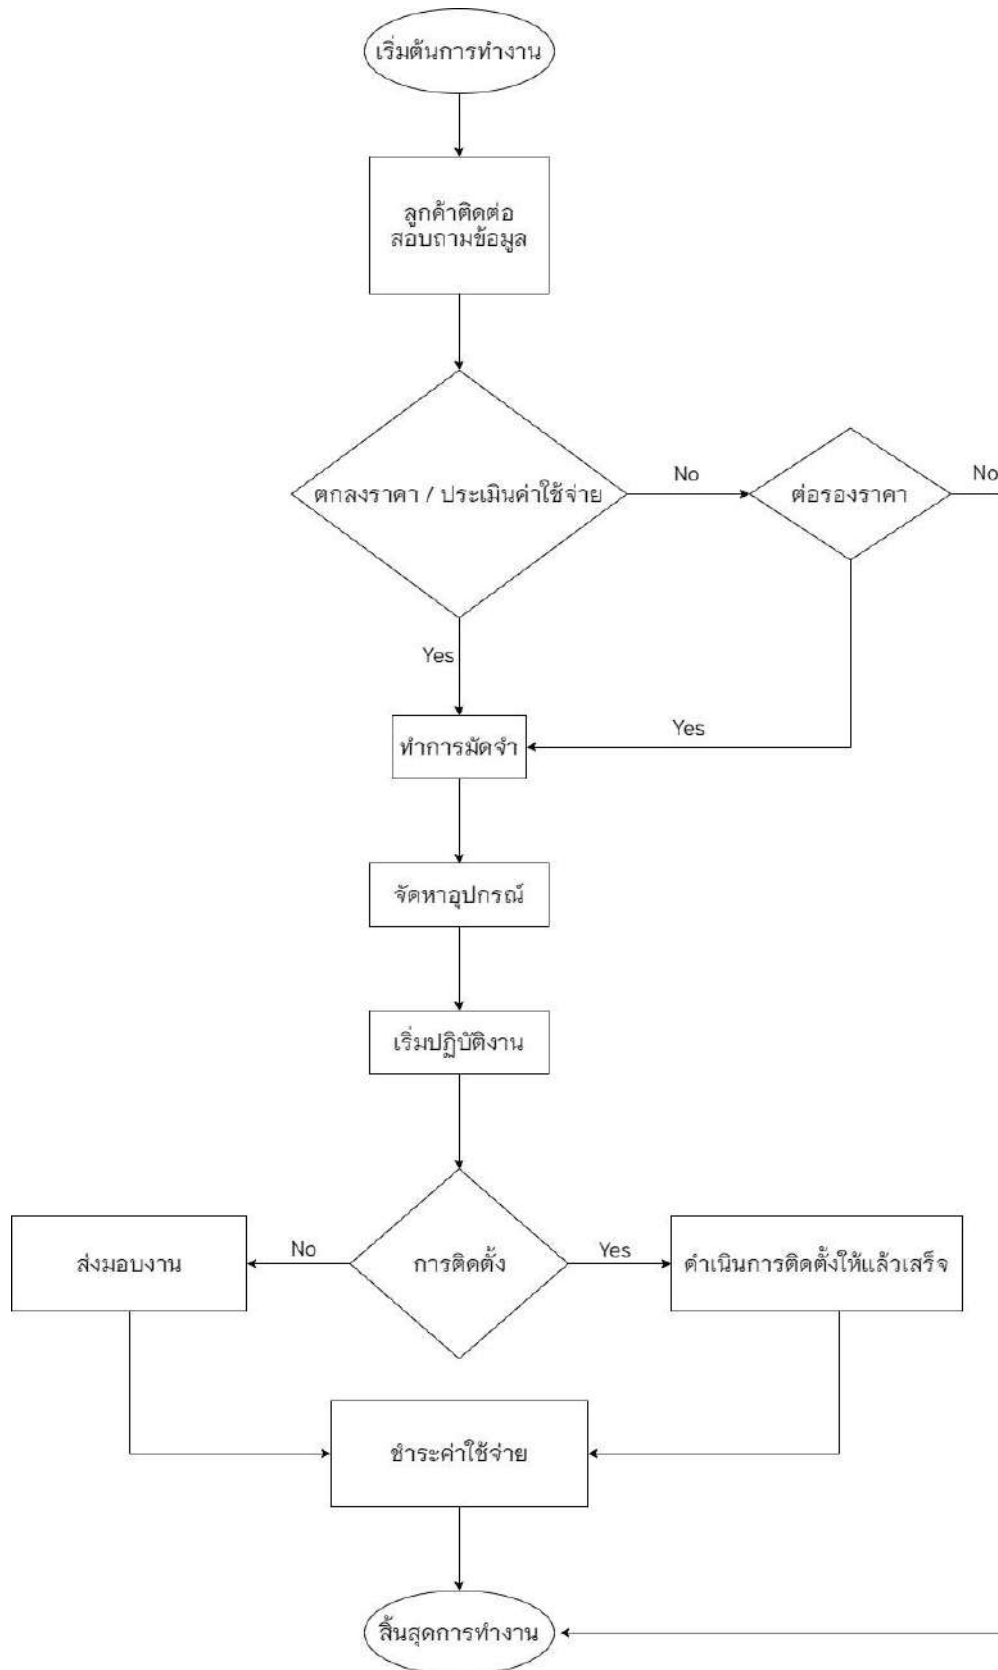 เริ่มต้นการทำงาน
ลูกค้าติดต่อ
สอบถามข้อมูล
ตกลงราคา / ประเมินค่าใช้จ่าย
No
ต่อรองราคา
No
Yes
ทำการมัดจำ
Yes
จัดหาอุปกรณ์
เริ่มปฏิบัติงาน
ส่งมอบงาน
No
การติดตั้ง
Yes
ดำเนินการติดตั้งให้แล้วเสร็จ
ชำระค่าใช้จ่าย
สิ้นสุดการทำงาน